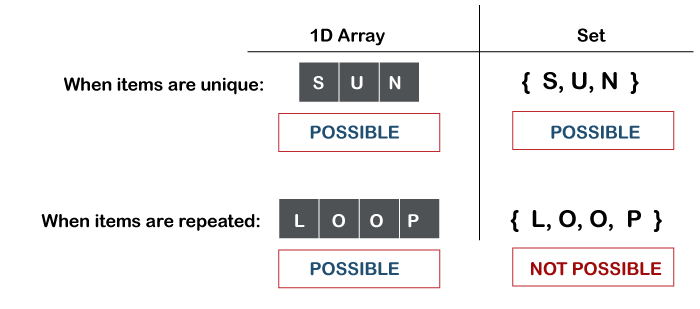 1D Array Set
When items are unique: S U N { S, U, N }
POSSIBLE POSSIBLE
When items are repeated: L O O P { L, O, O, P }
POSSIBLE NOT POSSIBLE